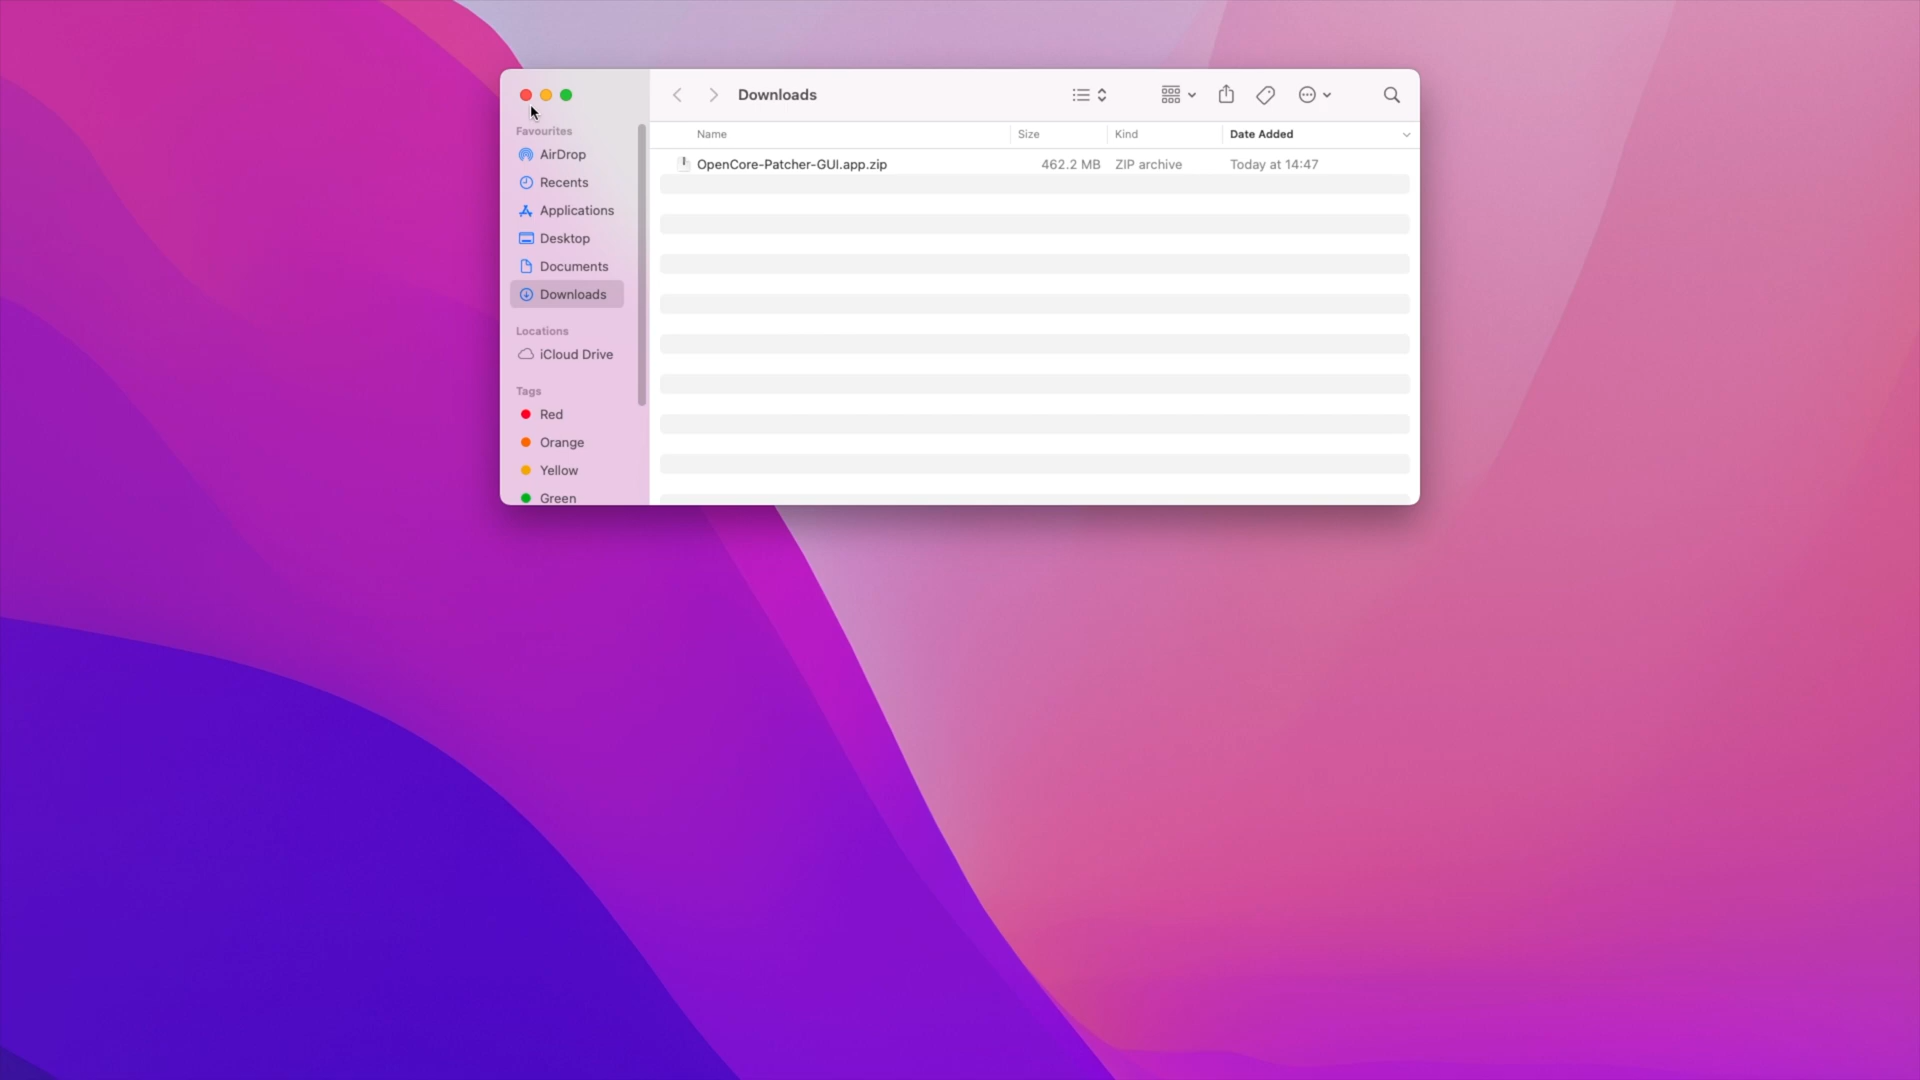 Downloads
Favourites
AirDrop
Recents
Applications
Desktop
Documents
Downloads
Locations
iCloud Drive
Tags
Red
Orange
Yellow
Green
Name Size Kind Date Added
OpenCore-Patcher-GUI.app.zip 462.2 MB ZIP archive Today at 14:47